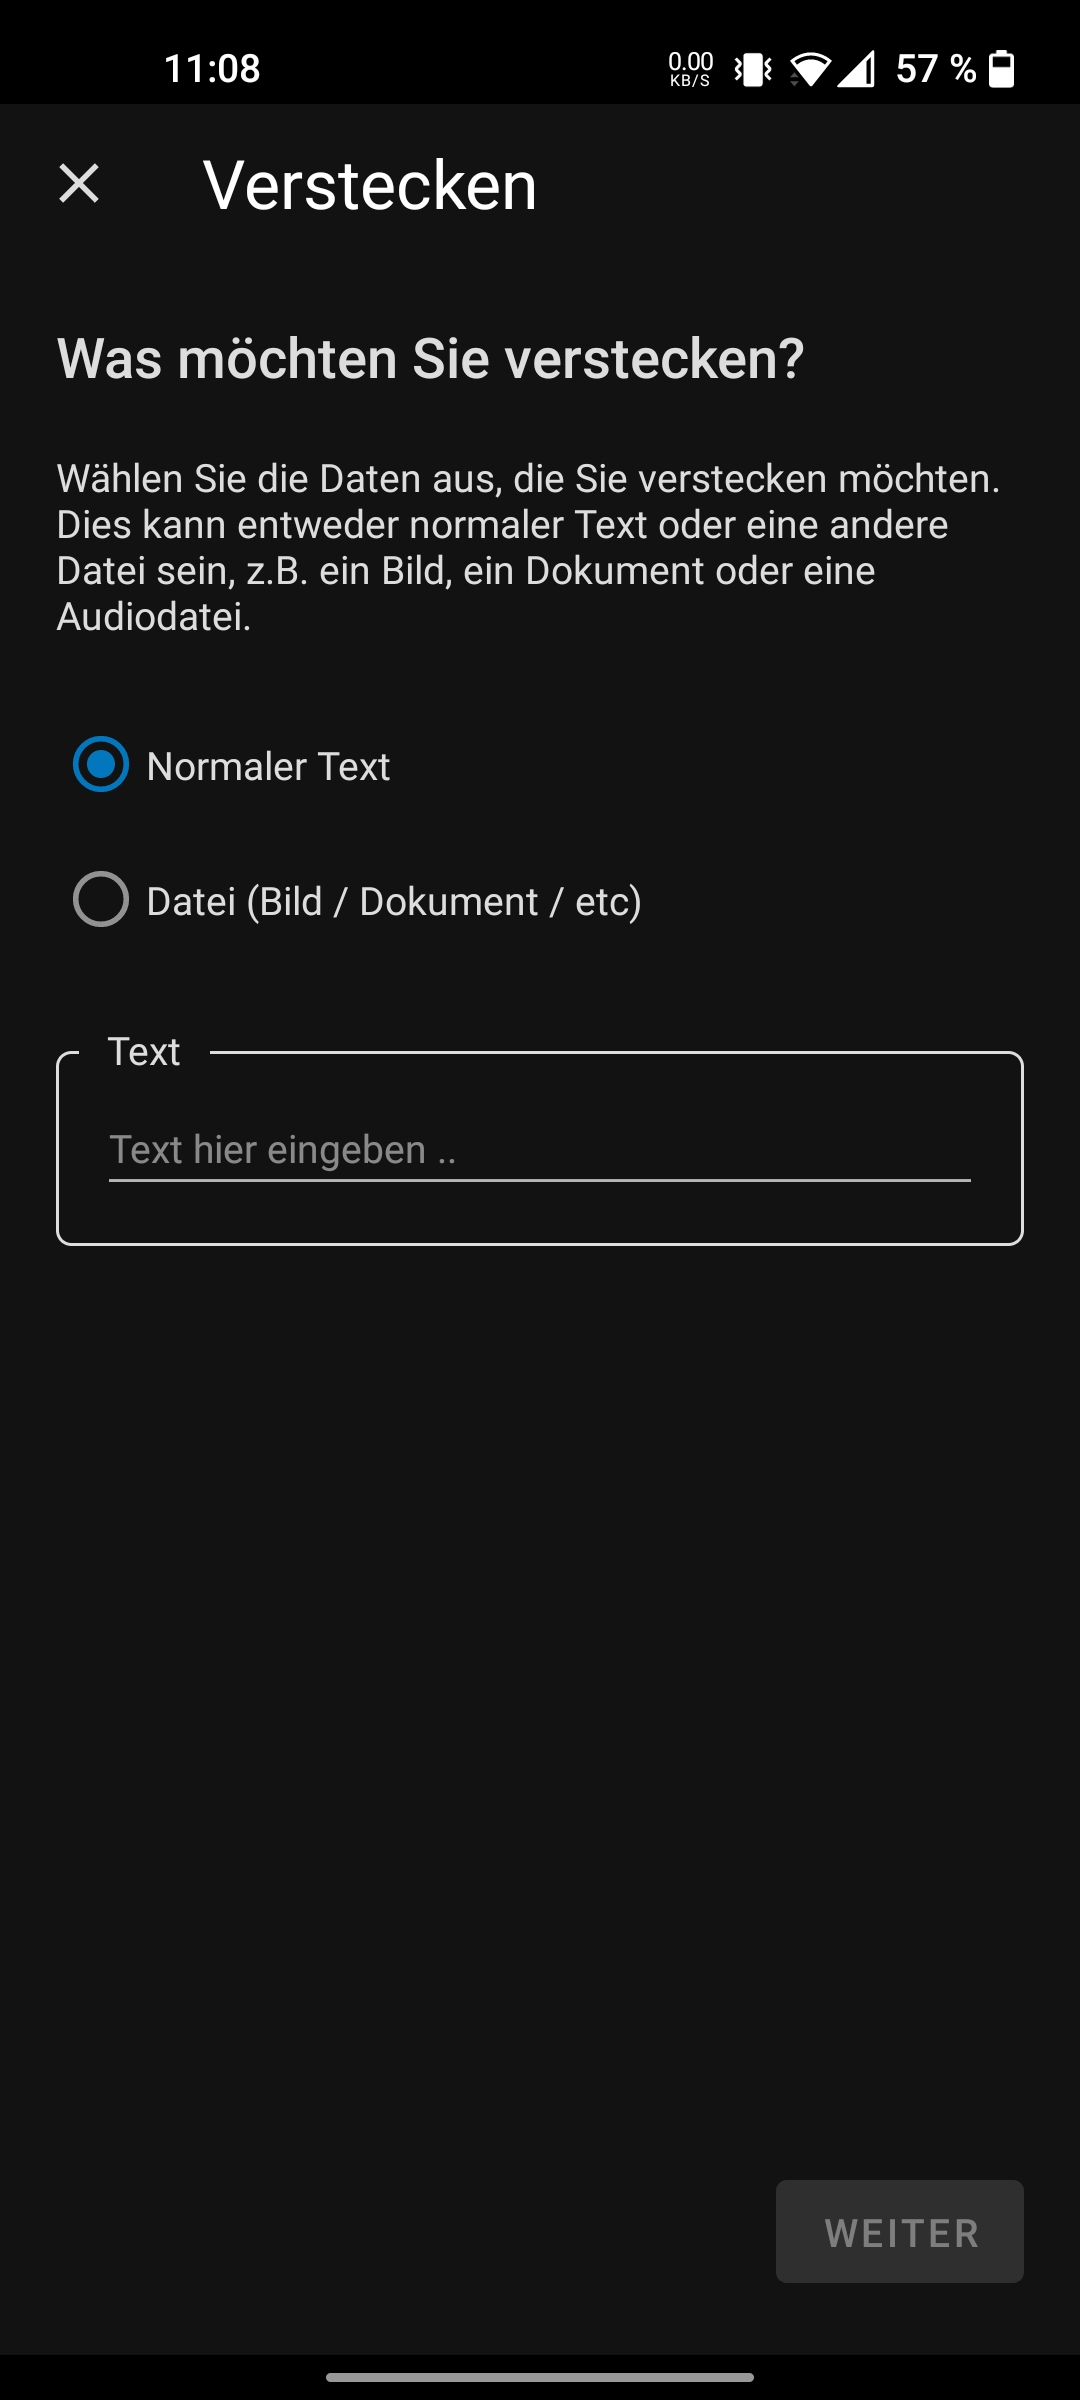 11:08
0.00
KB/S
57 %
Verstecken
Was möchten Sie verstecken?
Wählen Sie die Daten aus, die Sie verstecken möchten.
Dies kann entweder normaler Text oder eine andere
Datei sein, z.B. ein Bild, ein Dokument oder eine
Audiodatei.
Normaler Text
Datei (Bild / Dokument / etc)
Text
Text hier eingeben ..
WEITER